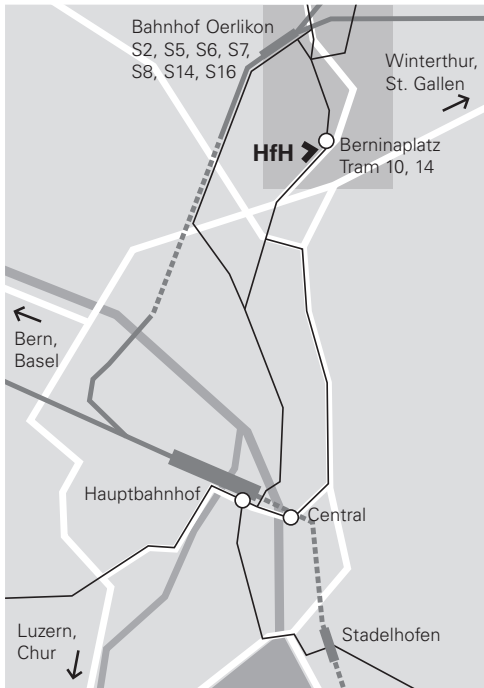 Bahnhof Oerlikon
S2, S5, S6, S7,
S8, S14, S16
Winterthur,
St. Gallen
HfH
Berninaplatz
Tram 10, 14
Bern,
Basel
Hauptbahnhof
Central
Luzern,
Chur
Stadelhofen